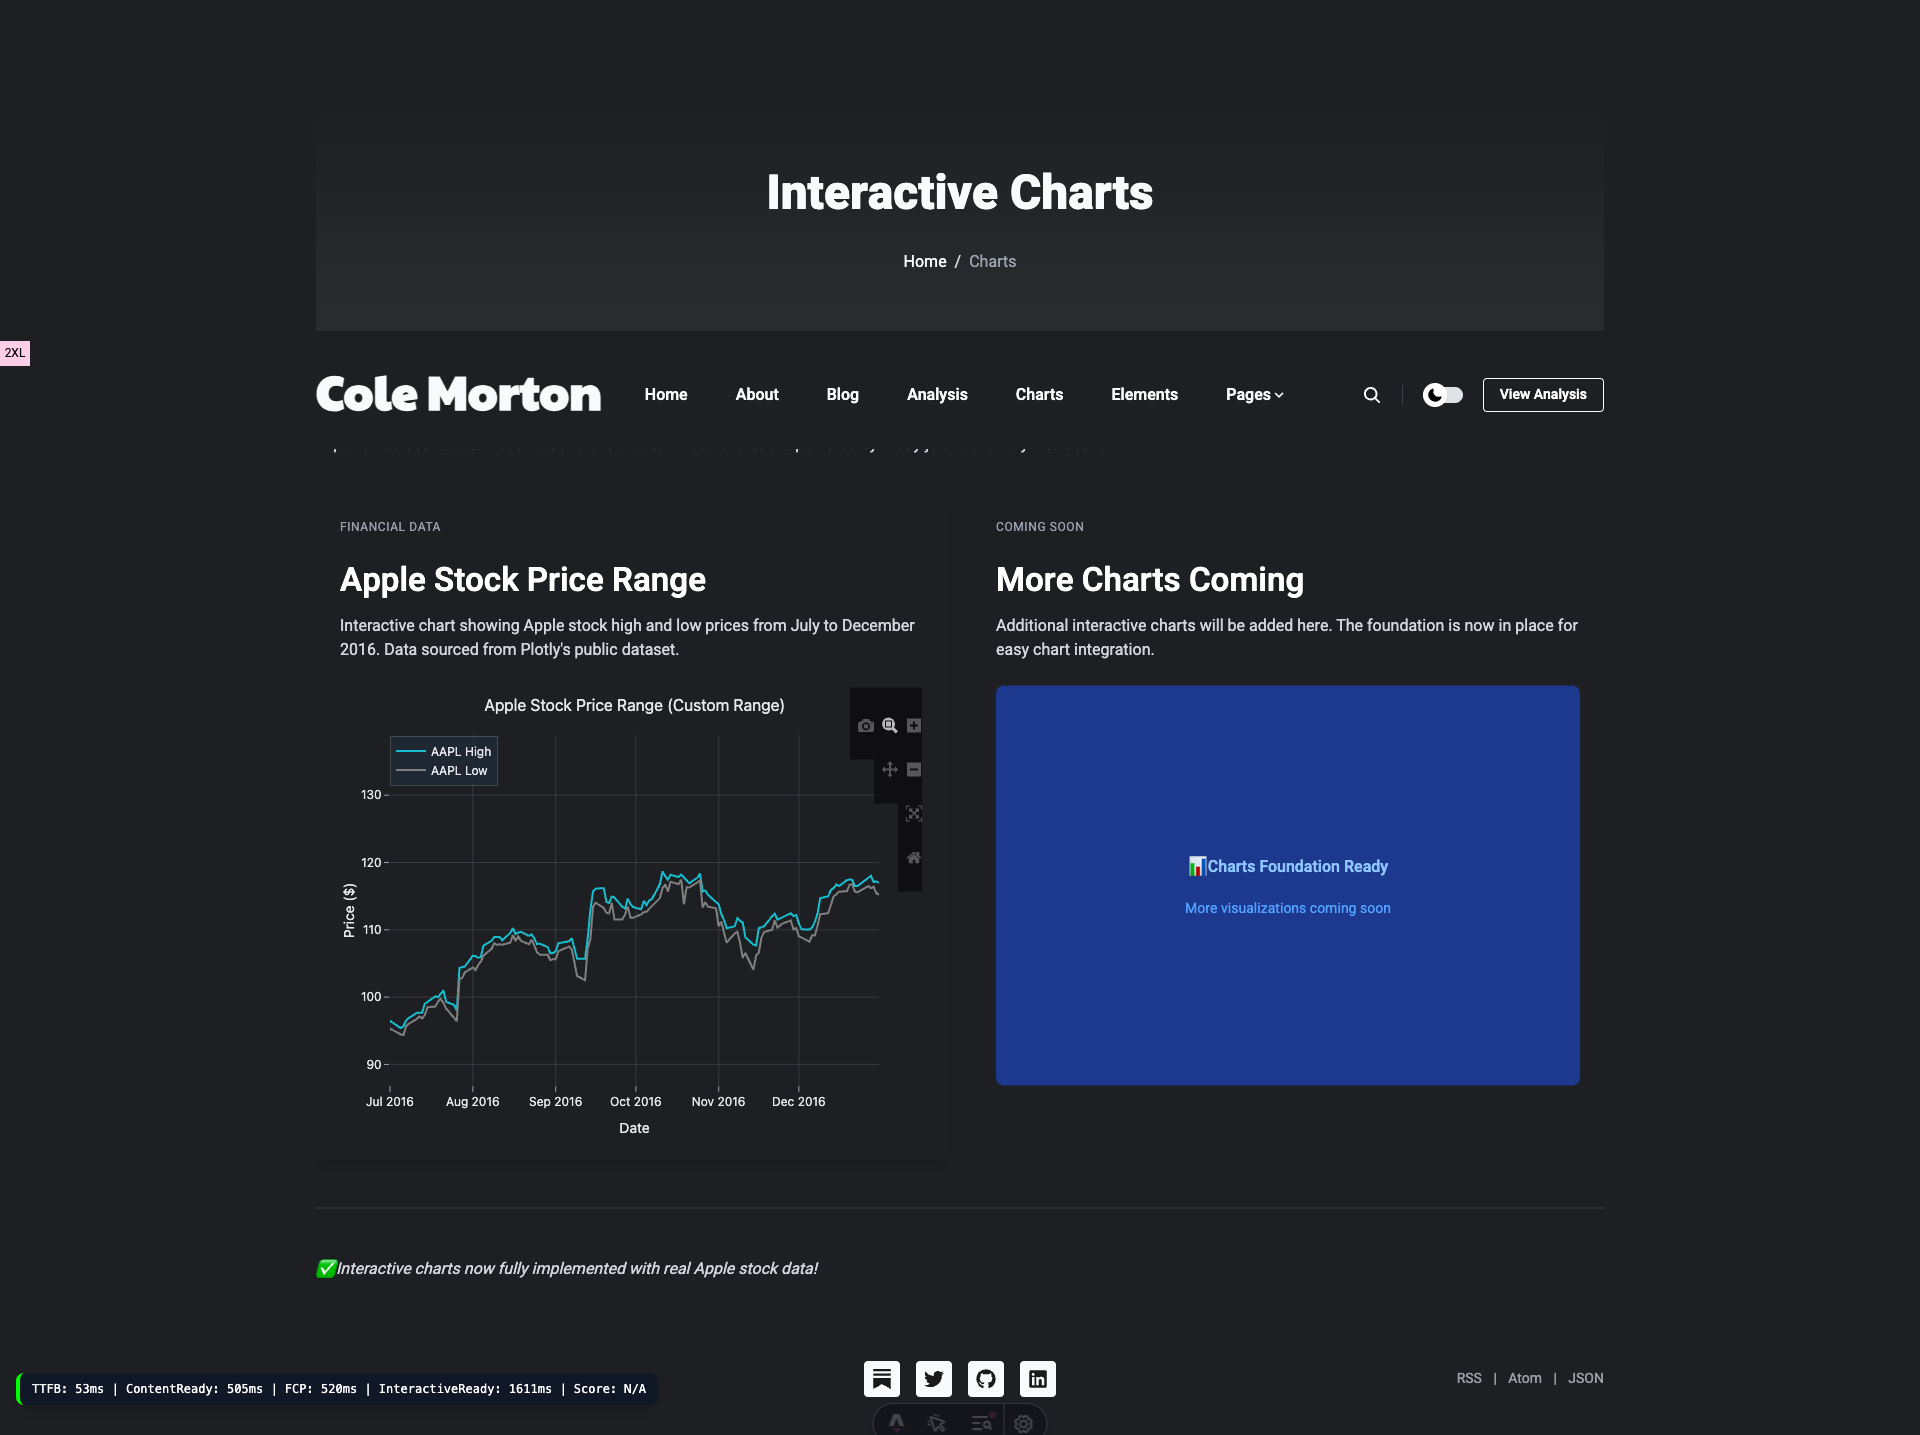 Interactive Charts
Home / Charts
2XL
Cole Morton
Home About Blog Analysis Charts Elements Pages View Analysis
FINANCIAL DATA
Apple Stock Price Range
Interactive chart showing Apple stock high and low prices from July to December
2016. Data sourced from Plotly's public dataset.
Apple Stock Price Range (Custom Range)
AAPL High
AAPL Low
130
120
110
100
90
Price ($)
Jul 2016 Aug 2016 Sep 2016 Oct 2016 Nov 2016 Dec 2016
Date
COMING SOON
More Charts Coming
Additional interactive charts will be added here. The foundation is now in place for
easy chart integration.
📊Charts Foundation Ready
More visualizations coming soon
✅Interactive charts now fully implemented with real Apple stock data!
TTFB: 53ms | ContentReady: 505ms | FCP: 520ms | InteractiveReady: 1611ms | Score: N/A
RSS | Atom | JSON